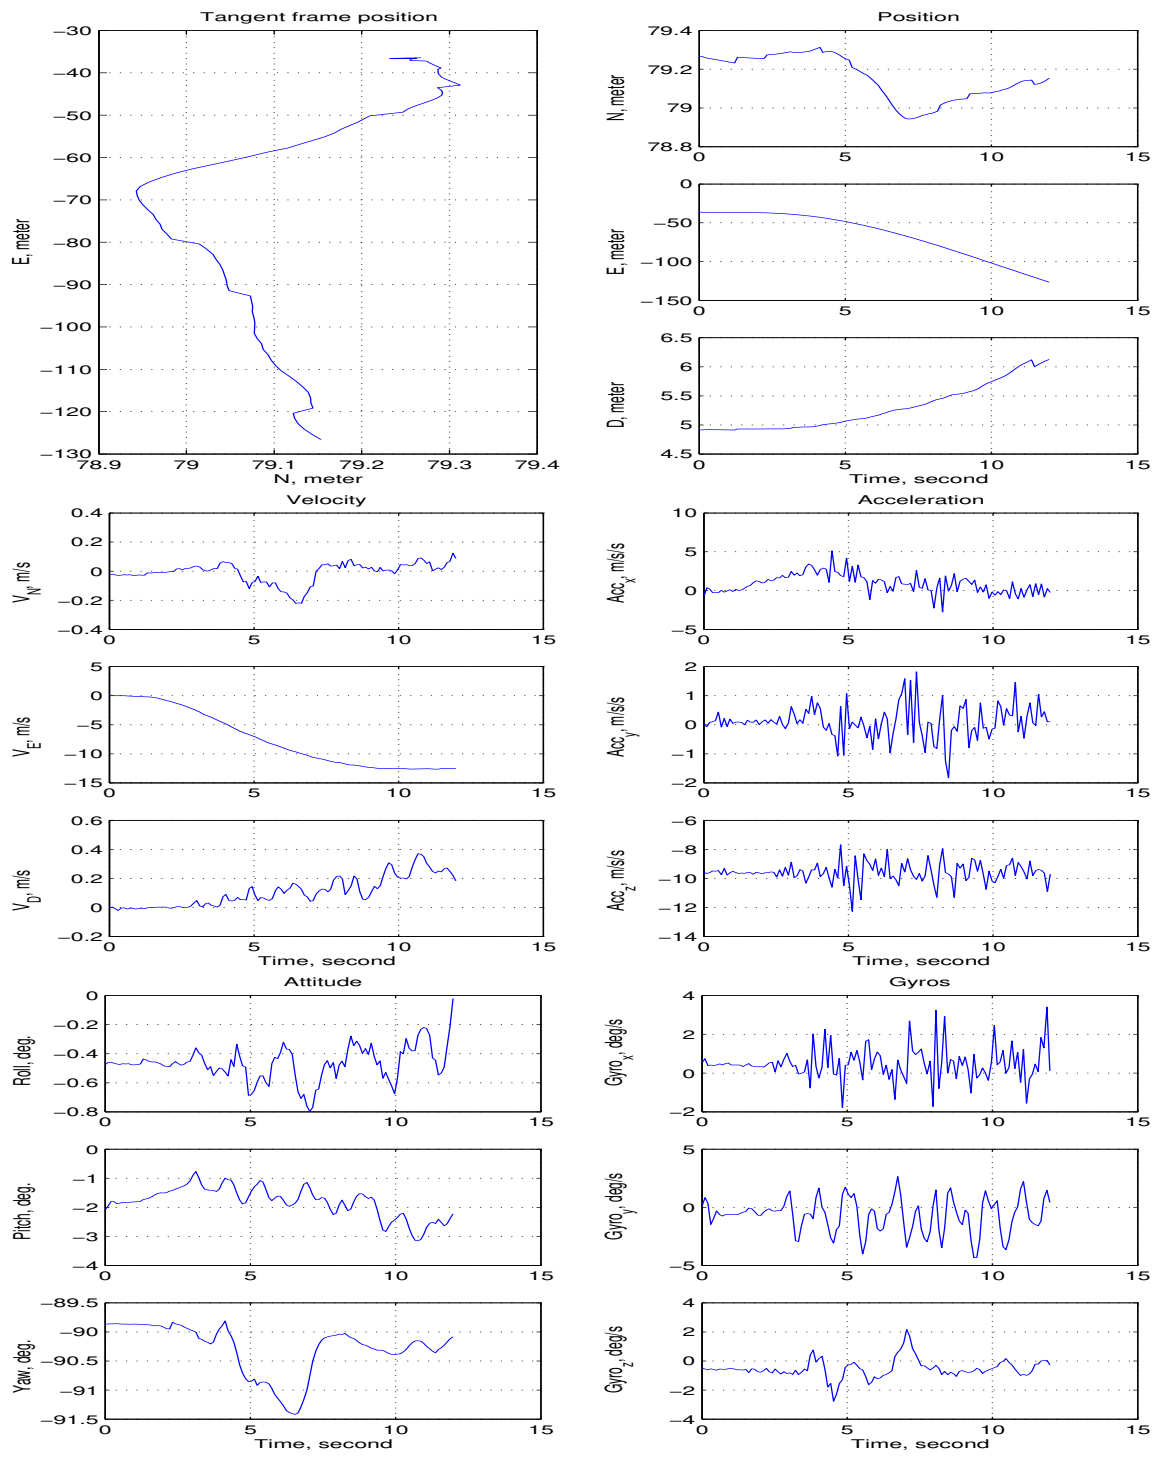 Tangent frame position
−30
−40
−50
−60
−70
−80
−90
−100
−110
−120
−130
E, meter
78.9 79 79.1 79.2 79.3 79.4
N, meter
Position
79.4
79.2
79
78.8
N, meter
0 5 10 15
0
−50
−100
−150
E, meter
0 5 10 15
6.5
6
5.5
5
4.5
D, meter
0 5 10 15
Time, second
Velocity
0.4
0.2
0
−0.2
−0.4
V_N, m/s
0 5 10 15
5
0
−5
−10
−15
V_E, m/s
0 5 10 15
0.6
0.4
0.2
0
−0.2
V_D, m/s
0 5 10 15
Time, second
Acceleration
10
5
0
−5
Acc_x, m/s/s
0 5 10 15
2
1
0
−1
−2
Acc_y, m/s/s
0 5 10 15
−6
−8
−10
−12
−14
Acc_z, m/s/s
0 5 10 15
Time, second
Attitude
0
−0.2
−0.4
−0.6
−0.8
Roll, deg.
0 5 10 15
0
−1
−2
−3
−4
Pitch, deg.
0 5 10 15
−89.5
−90
−90.5
−91
−91.5
Yaw, deg.
0 5 10 15
Time, second
Gyros
4
2
0
−2
Gyro_x, deg/s
0 5 10 15
5
0
−5
Gyro_y, deg/s
0 5 10 15
4
2
0
−2
−4
Gyro_z, deg/s
0 5 10 15
Time, second